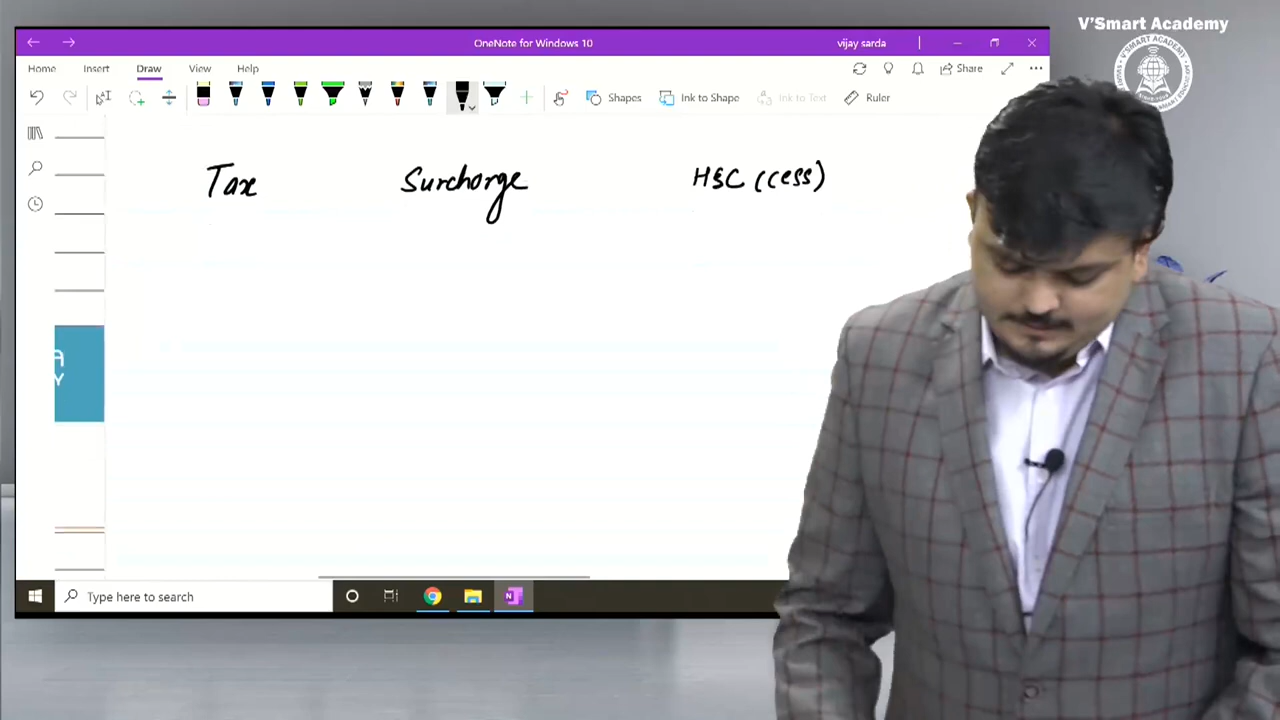 V'Smart Academy
OneNote for Windows 10
vijay sarda
Home Insert Draw View Help
Share
Shapes Ink to Shape Ink to Text Ruler
Tax Surcharge H&C (cess)
A
Y
Type here to search